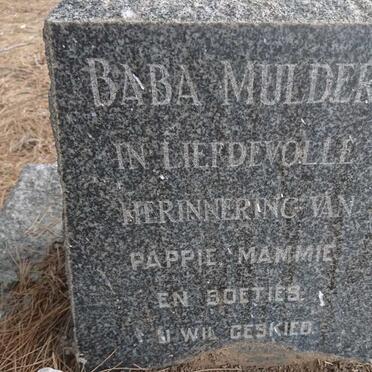 BABA MULDER
IN LIEFDEVOLLE
HERINNERING VAN
PAPPIE, MAMMIE
EN BOETIES.
U WIL GESKIED.